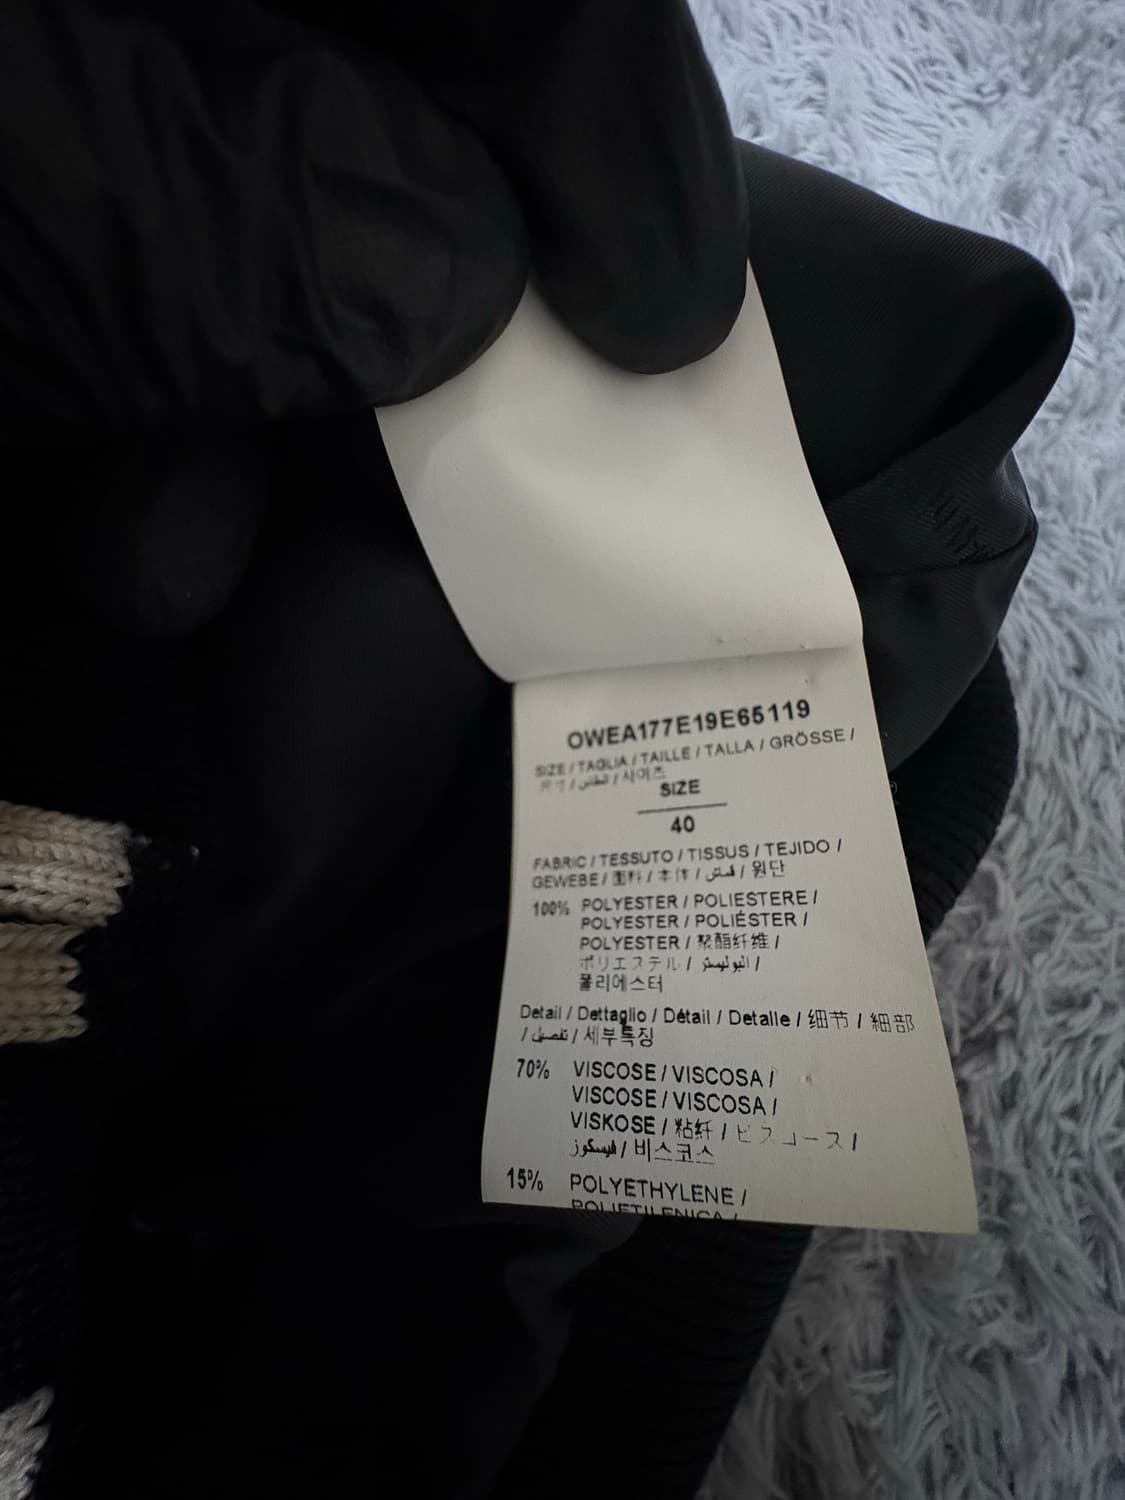 OWEA177E19E65119
SIZE / TAGLIA / TAILLE / TALLA / GRÖSSE /
尺寸 / المقاس / 사이즈
SIZE
40
FABRIC / TESSUTO / TISSUS / TEJIDO /
GEWEBE / 面料 / 本体 / قماش / 원단
100% POLYESTER / POLIESTERE /
POLYESTER / POLIÉSTER /
POLYESTER / 聚酯纤维 /
ポリエステル / البوليستر /
폴리에스터
Detail / Dettaglio / Détail / Detalle / 细节 / 細部
/ تفصيل / 세부특징
70% VISCOSE / VISCOSA /
VISCOSE / VISCOSA /
VISKOSE / 粘纤 / ビスコース /
فيسكوز / 비스코스
15% POLYETHYLENE /
POLIETILENICA /